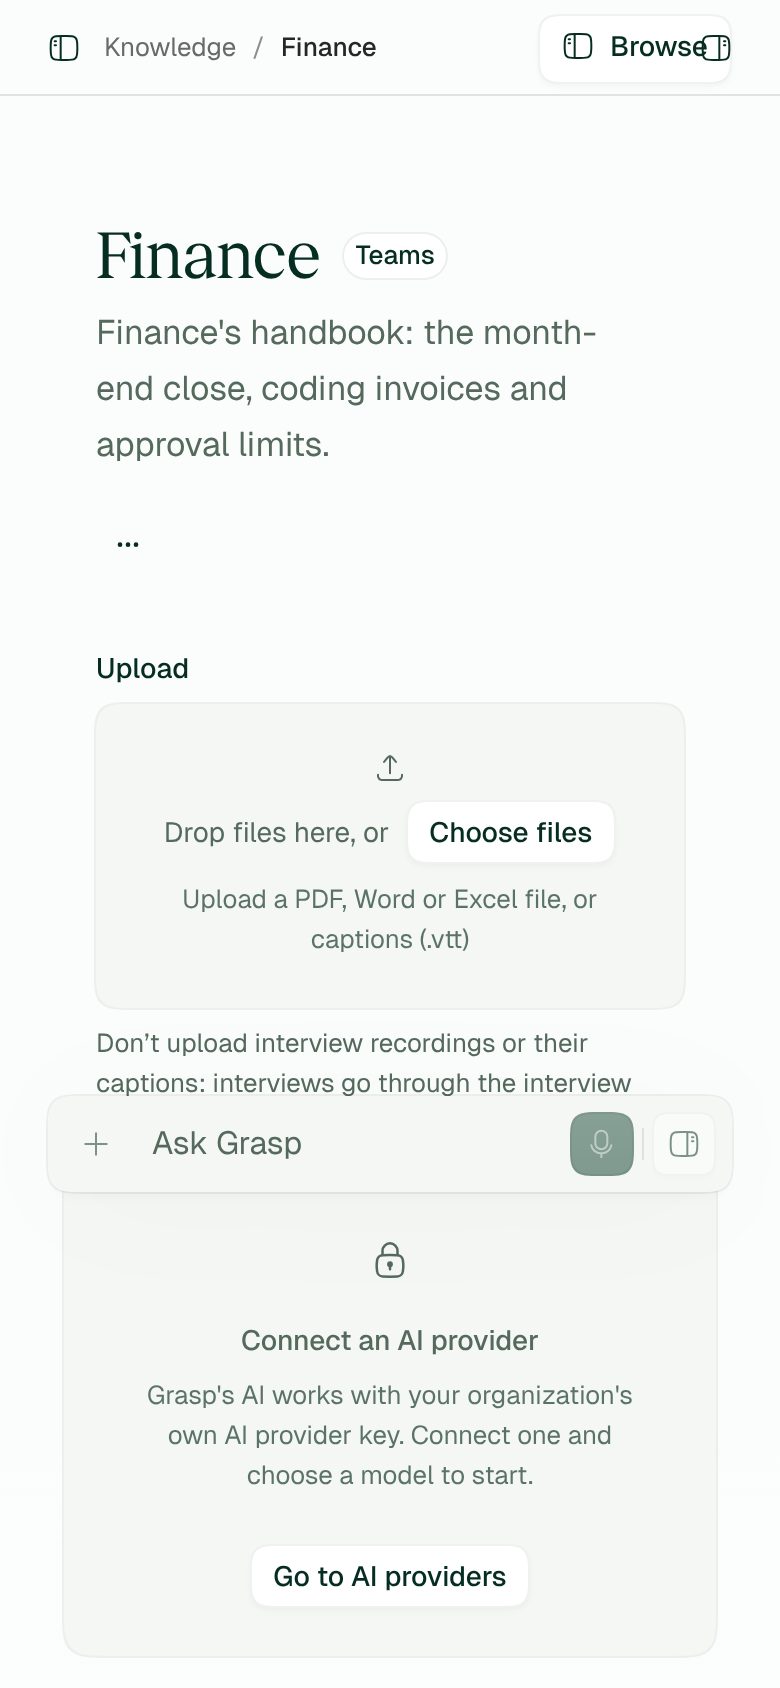 Knowledge / Finance
Browse
Finance
Teams
Finance's handbook: the month-
end close, coding invoices and
approval limits.
...
Upload
Drop files here, or
Choose files
Upload a PDF, Word or Excel file, or
captions (.vtt)
Don’t upload interview recordings or their
captions: interviews go through the interview
Ask Grasp
Connect an AI provider
Grasp's AI works with your organization's
own AI provider key. Connect one and
choose a model to start.
Go to AI providers